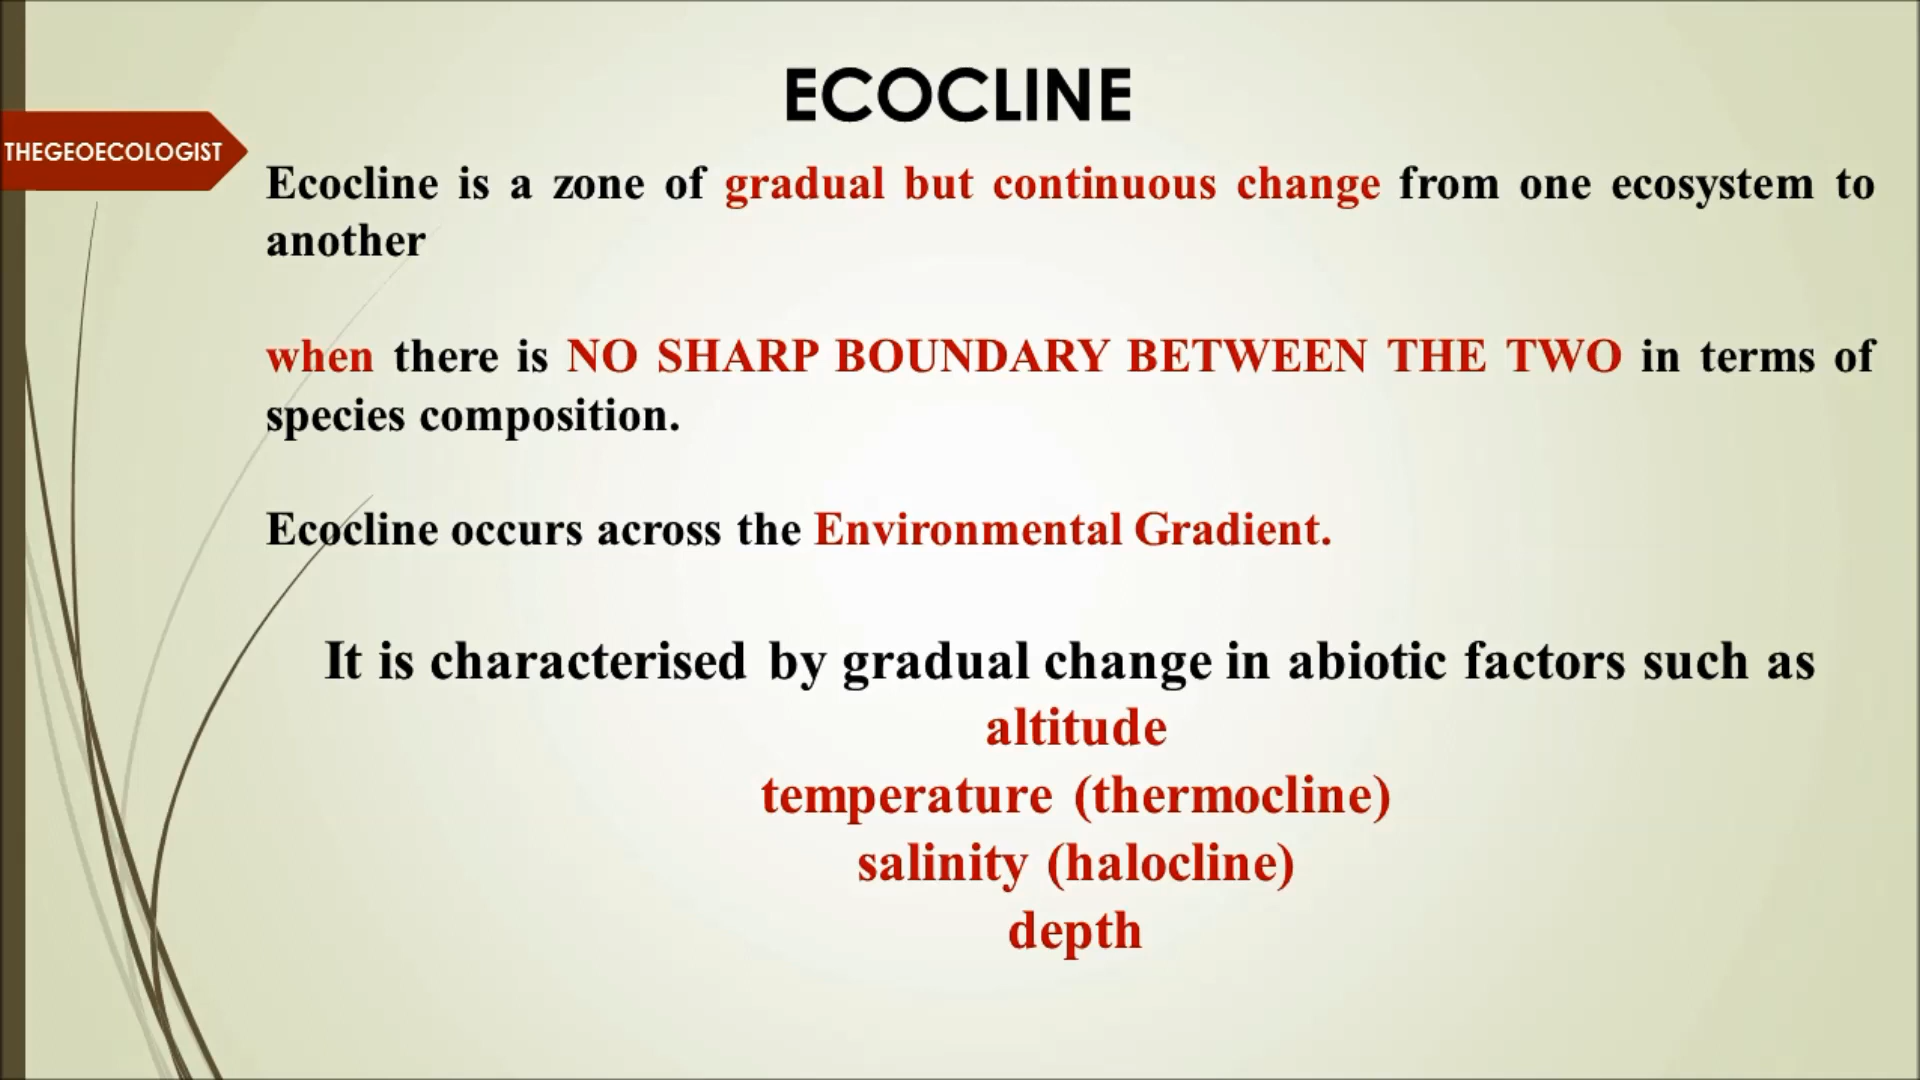 ECOCLINE
THEGEOECOLOGIST
Ecocline is a zone of gradual but continuous change from one ecosystem to
another
when there is NO SHARP BOUNDARY BETWEEN THE TWO in terms of
species composition.
Ecocline occurs across the Environmental Gradient.
It is characterised by gradual change in abiotic factors such as
altitude
temperature (thermocline)
salinity (halocline)
depth